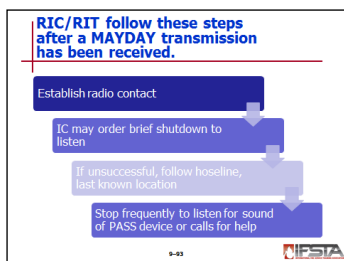 RIC/RIT follow these steps
after a MAYDAY transmission
has been received.
Establish radio contact
IC may order brief shutdown to
listen
If unsuccessful, follow hoseline,
last known location
Stop frequently to listen for sound
of PASS device or calls for help
9–93
IFSTA